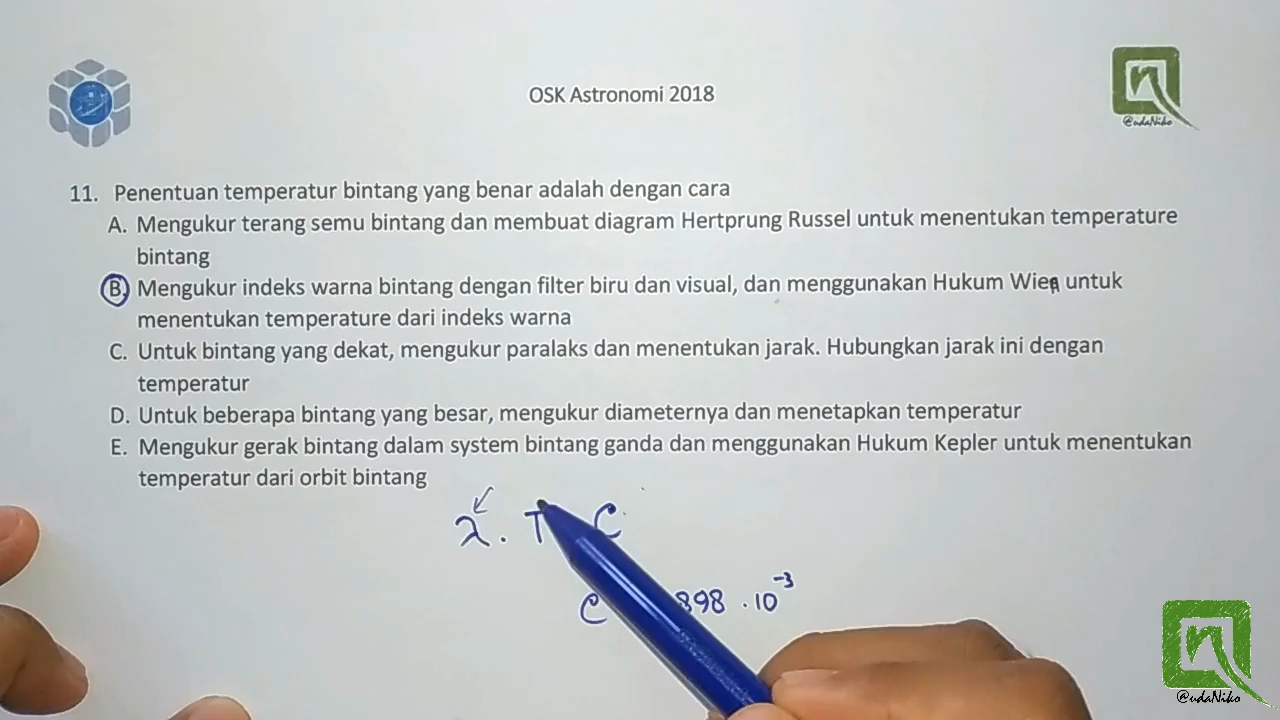 OSK Astronomi 2018
@udaNiko
11. Penentuan temperatur bintang yang benar adalah dengan cara
A. Mengukur terang semu bintang dan membuat diagram Hertprung Russel untuk menentukan temperature
bintang
B. Mengukur indeks warna bintang dengan filter biru dan visual, dan menggunakan Hukum Wien untuk
menentukan temperature dari indeks warna
C. Untuk bintang yang dekat, mengukur paralaks dan menentukan jarak. Hubungkan jarak ini dengan
temperatur
D. Untuk beberapa bintang yang besar, mengukur diameternya dan menetapkan temperatur
E. Mengukur gerak bintang dalam system bintang ganda dan menggunakan Hukum Kepler untuk menentukan
temperatur dari orbit bintang
λ . T C
C 898 . 10⁻³
@udaNiko